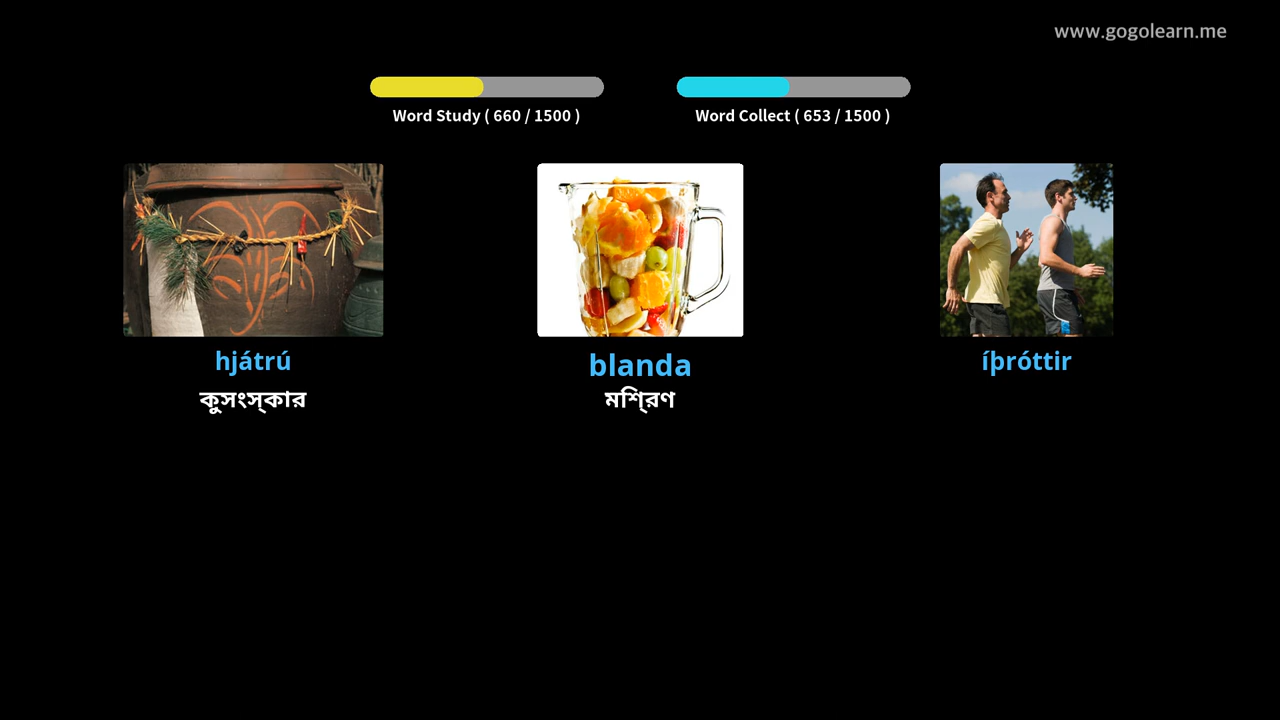 www.gogolearn.me
Word Study ( 660 / 1500 )
Word Collect ( 653 / 1500 )
hjátrú
blanda
íþróttir
কুসংস্কার
মিশ্রণ